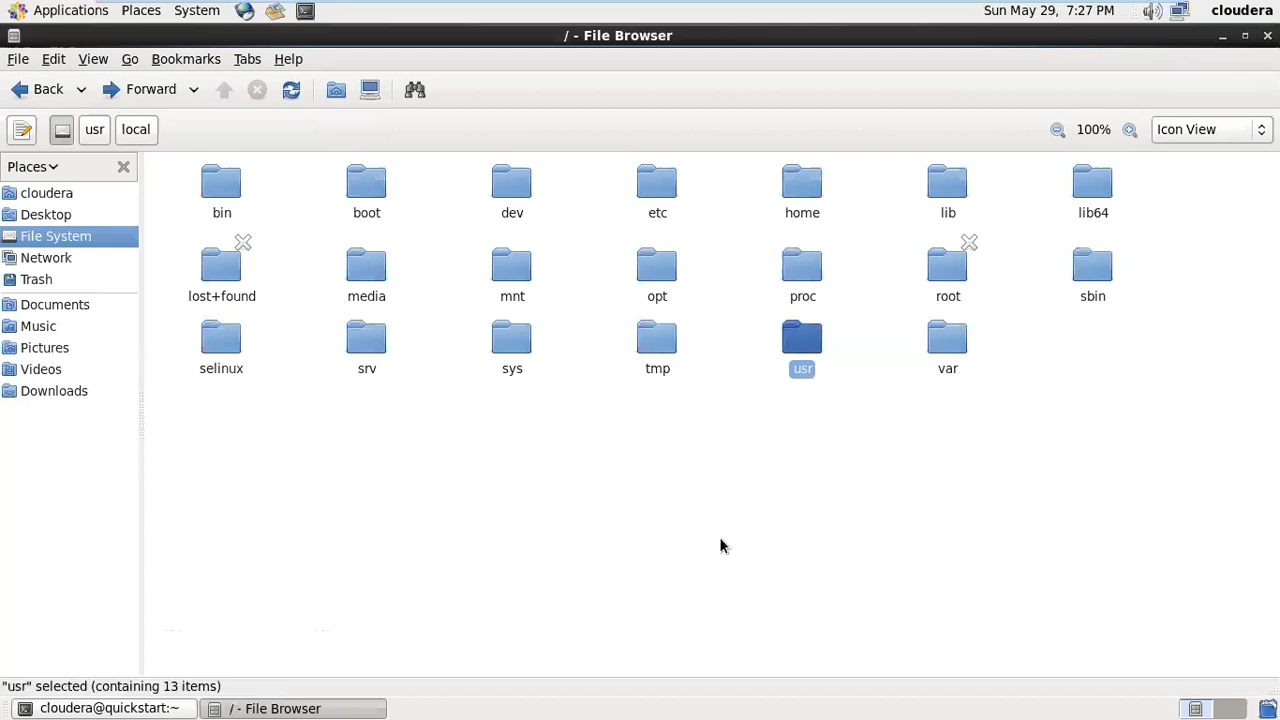 Applications Places System Sun May 29, 7:27 PM cloudera
/ - File Browser
File Edit View Go Bookmarks Tabs Help
Back Forward
usr local 100% Icon View
Places
cloudera
Desktop
File System
Network
Trash
Documents
Music
Pictures
Videos
Downloads
bin boot dev etc home lib lib64
lost+found media mnt opt proc root sbin
selinux srv sys tmp usr var
"usr" selected (containing 13 items)
cloudera@quickstart:~ / - File Browser